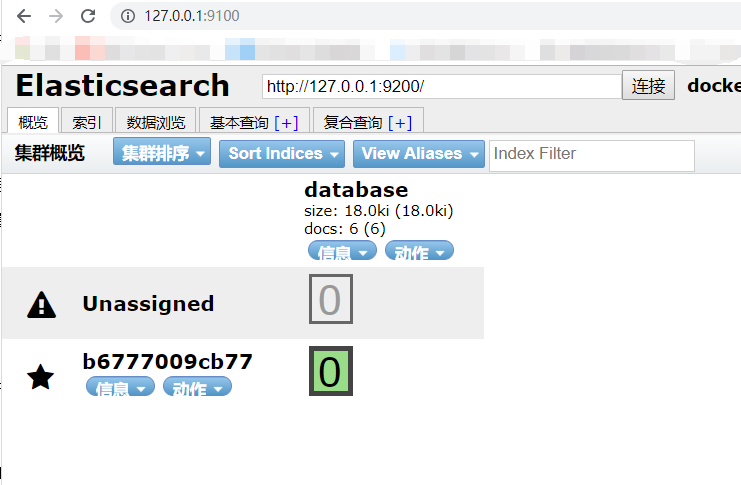 127.0.0.1:9100
Elasticsearch http://127.0.0.1:9200/ 连接 docke
概览 索引 数据浏览 基本查询 [+] 复合查询 [+]
集群概览 集群排序 Sort Indices View Aliases Index Filter
database
size: 18.0ki (18.0ki)
docs: 6 (6)
信息 动作
Unassigned 0
b6777009cb77
信息 动作 0